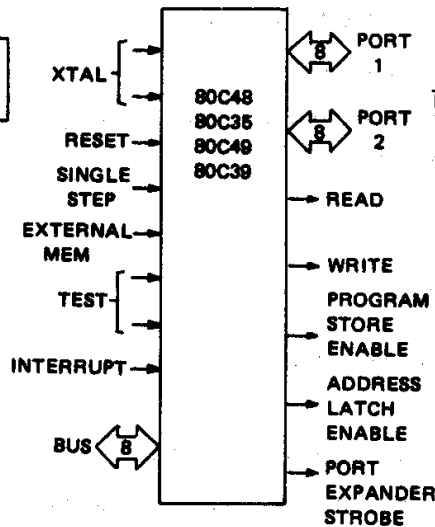 XTAL
RESET
SINGLE
STEP
EXTERNAL
MEM
TEST
INTERRUPT
BUS
8
80C48
80C35
80C49
80C39
8
PORT
1
8
PORT
2
READ
WRITE
PROGRAM
STORE
ENABLE
ADDRESS
LATCH
ENABLE
PORT
EXPANDER
STROBE